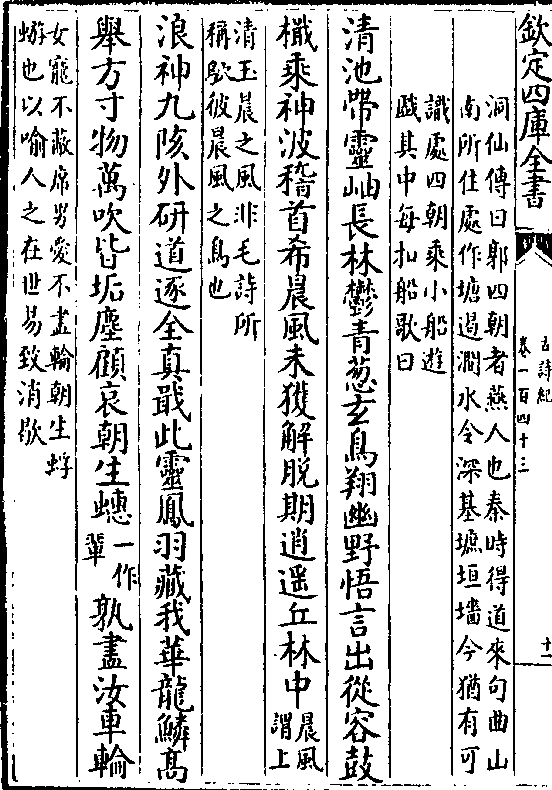 欽定四庫全書
古詩紀
卷一百四十三
十一
洞仙傳曰郭四朝者燕人也秦時得道來句曲山
南所住處作塘遏澗水令深基墌垣墻今猶有可
識處四朝乘小船遊
戲其中每扣船歌曰
清池帶靈岫長林鬱青葱玄鳥翔幽野悟言出從容鼓
檝乘神波稽首希晨風未獲解脫期逍遥丘林中
晨風
謂上
清玉晨之風非毛詩所
稱鴥彼晨風之鳥也
浪神九陔外研道遂全真戢此靈鳳羽藏我華龍鱗髙
舉方寸物萬吹皆垢塵顧哀朝生蟪
一作
輩
孰盡汝車輪
女寵不蔽席男愛不盡輪朝生蜉
蝣也以喻人之在世易致消歇